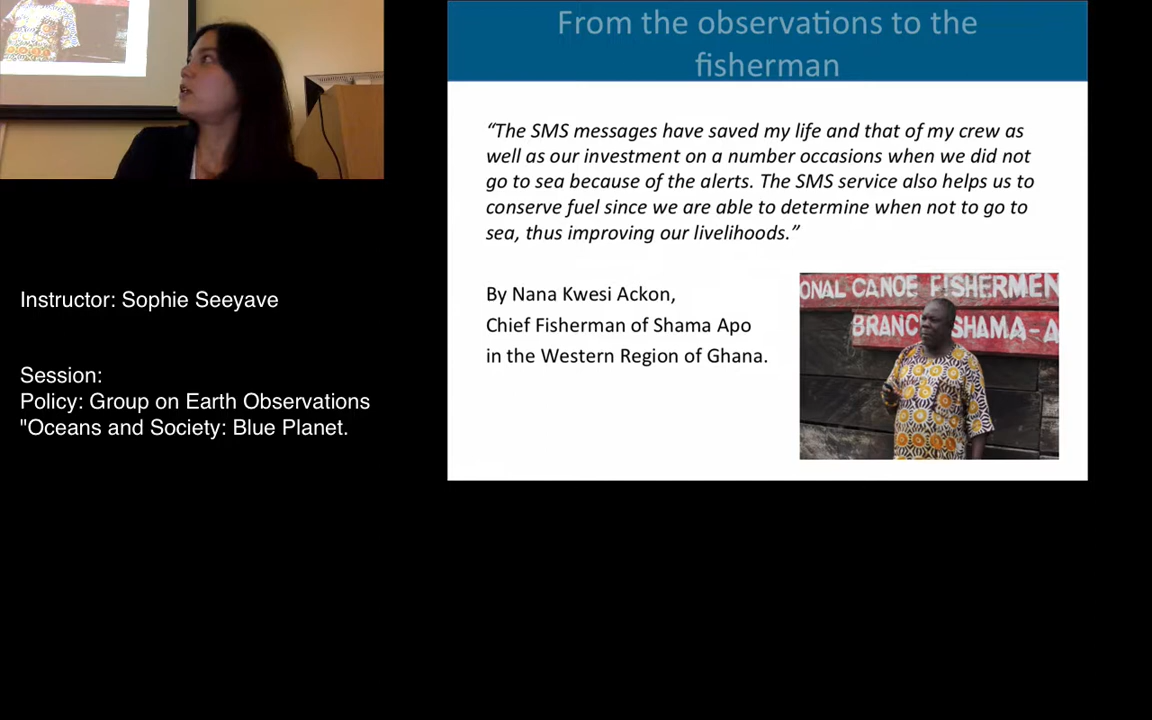 From the observations to the
fisherman
“The SMS messages have saved my life and that of my crew as
well as our investment on a number occasions when we did not
go to sea because of the alerts. The SMS service also helps us to
conserve fuel since we are able to determine when not to go to
sea, thus improving our livelihoods.”
By Nana Kwesi Ackon,
Chief Fisherman of Shama Apo
in the Western Region of Ghana.
ONAL CANOE FISHERMEN
BRANCH SHAMA-A
Instructor: Sophie Seeyave
Session:
Policy: Group on Earth Observations
"Oceans and Society: Blue Planet.